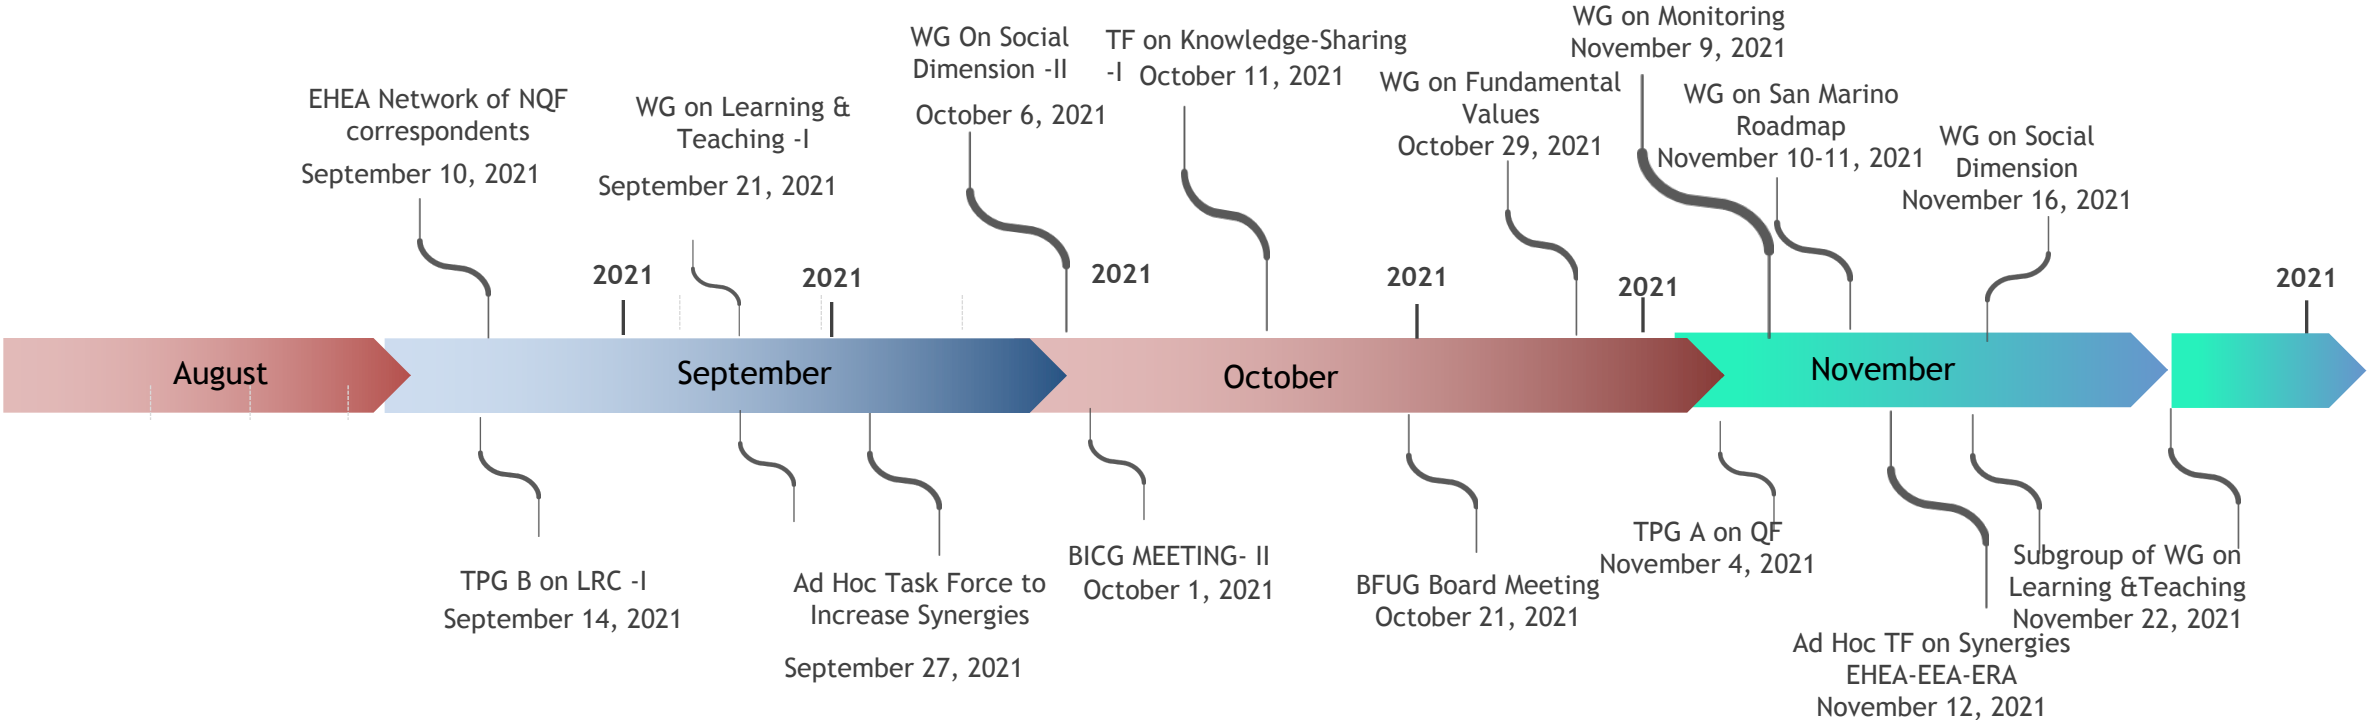 EHEA Network of NQF
correspondents
September 10, 2021
WG on Learning &
Teaching -I
September 21, 2021
WG On Social
Dimension -II
October 6, 2021
TF on Knowledge-Sharing
-I October 11, 2021
WG on Fundamental
Values
October 29, 2021
WG on Monitoring
November 9, 2021
WG on San Marino
Roadmap
November 10-11, 2021
WG on Social
Dimension
November 16, 2021
2021
2021
2021
2021
2021
2021
August
September
October
November
TPG B on LRC -I
September 14, 2021
Ad Hoc Task Force to
Increase Synergies
September 27, 2021
BICG MEETING- II
October 1, 2021
BFUG Board Meeting
October 21, 2021
TPG A on QF
November 4, 2021
Ad Hoc TF on Synergies
EHEA-EEA-ERA
November 12, 2021
Subgroup of WG on
Learning &Teaching
November 22, 2021